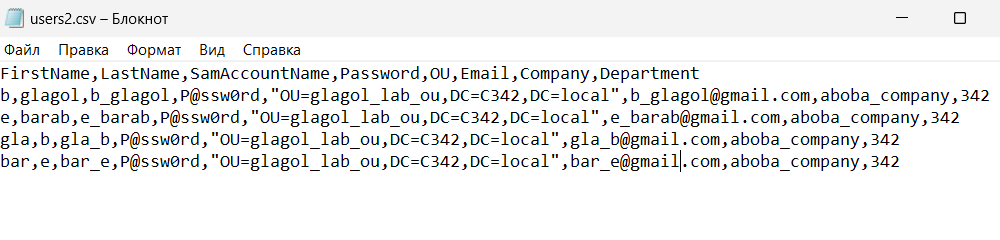 users2.csv – Блокнот
Файл Правка Формат Вид Справка
FirstName,LastName,SamAccountName,Password,OU,Email,Company,Department
b,glagol,b_glagol,P@ssw0rd,"OU=glagol_lab_ou,DC=C342,DC=local",b_glagol@gmail.com,aboba_company,342
e,barab,e_barab,P@ssw0rd,"OU=glagol_lab_ou,DC=C342,DC=local",e_barab@gmail.com,aboba_company,342
gla,b,gla_b,P@ssw0rd,"OU=glagol_lab_ou,DC=C342,DC=local",gla_b@gmail.com,aboba_company,342
bar,e,bar_e,P@ssw0rd,"OU=glagol_lab_ou,DC=C342,DC=local",bar_e@gmail.com,aboba_company,342